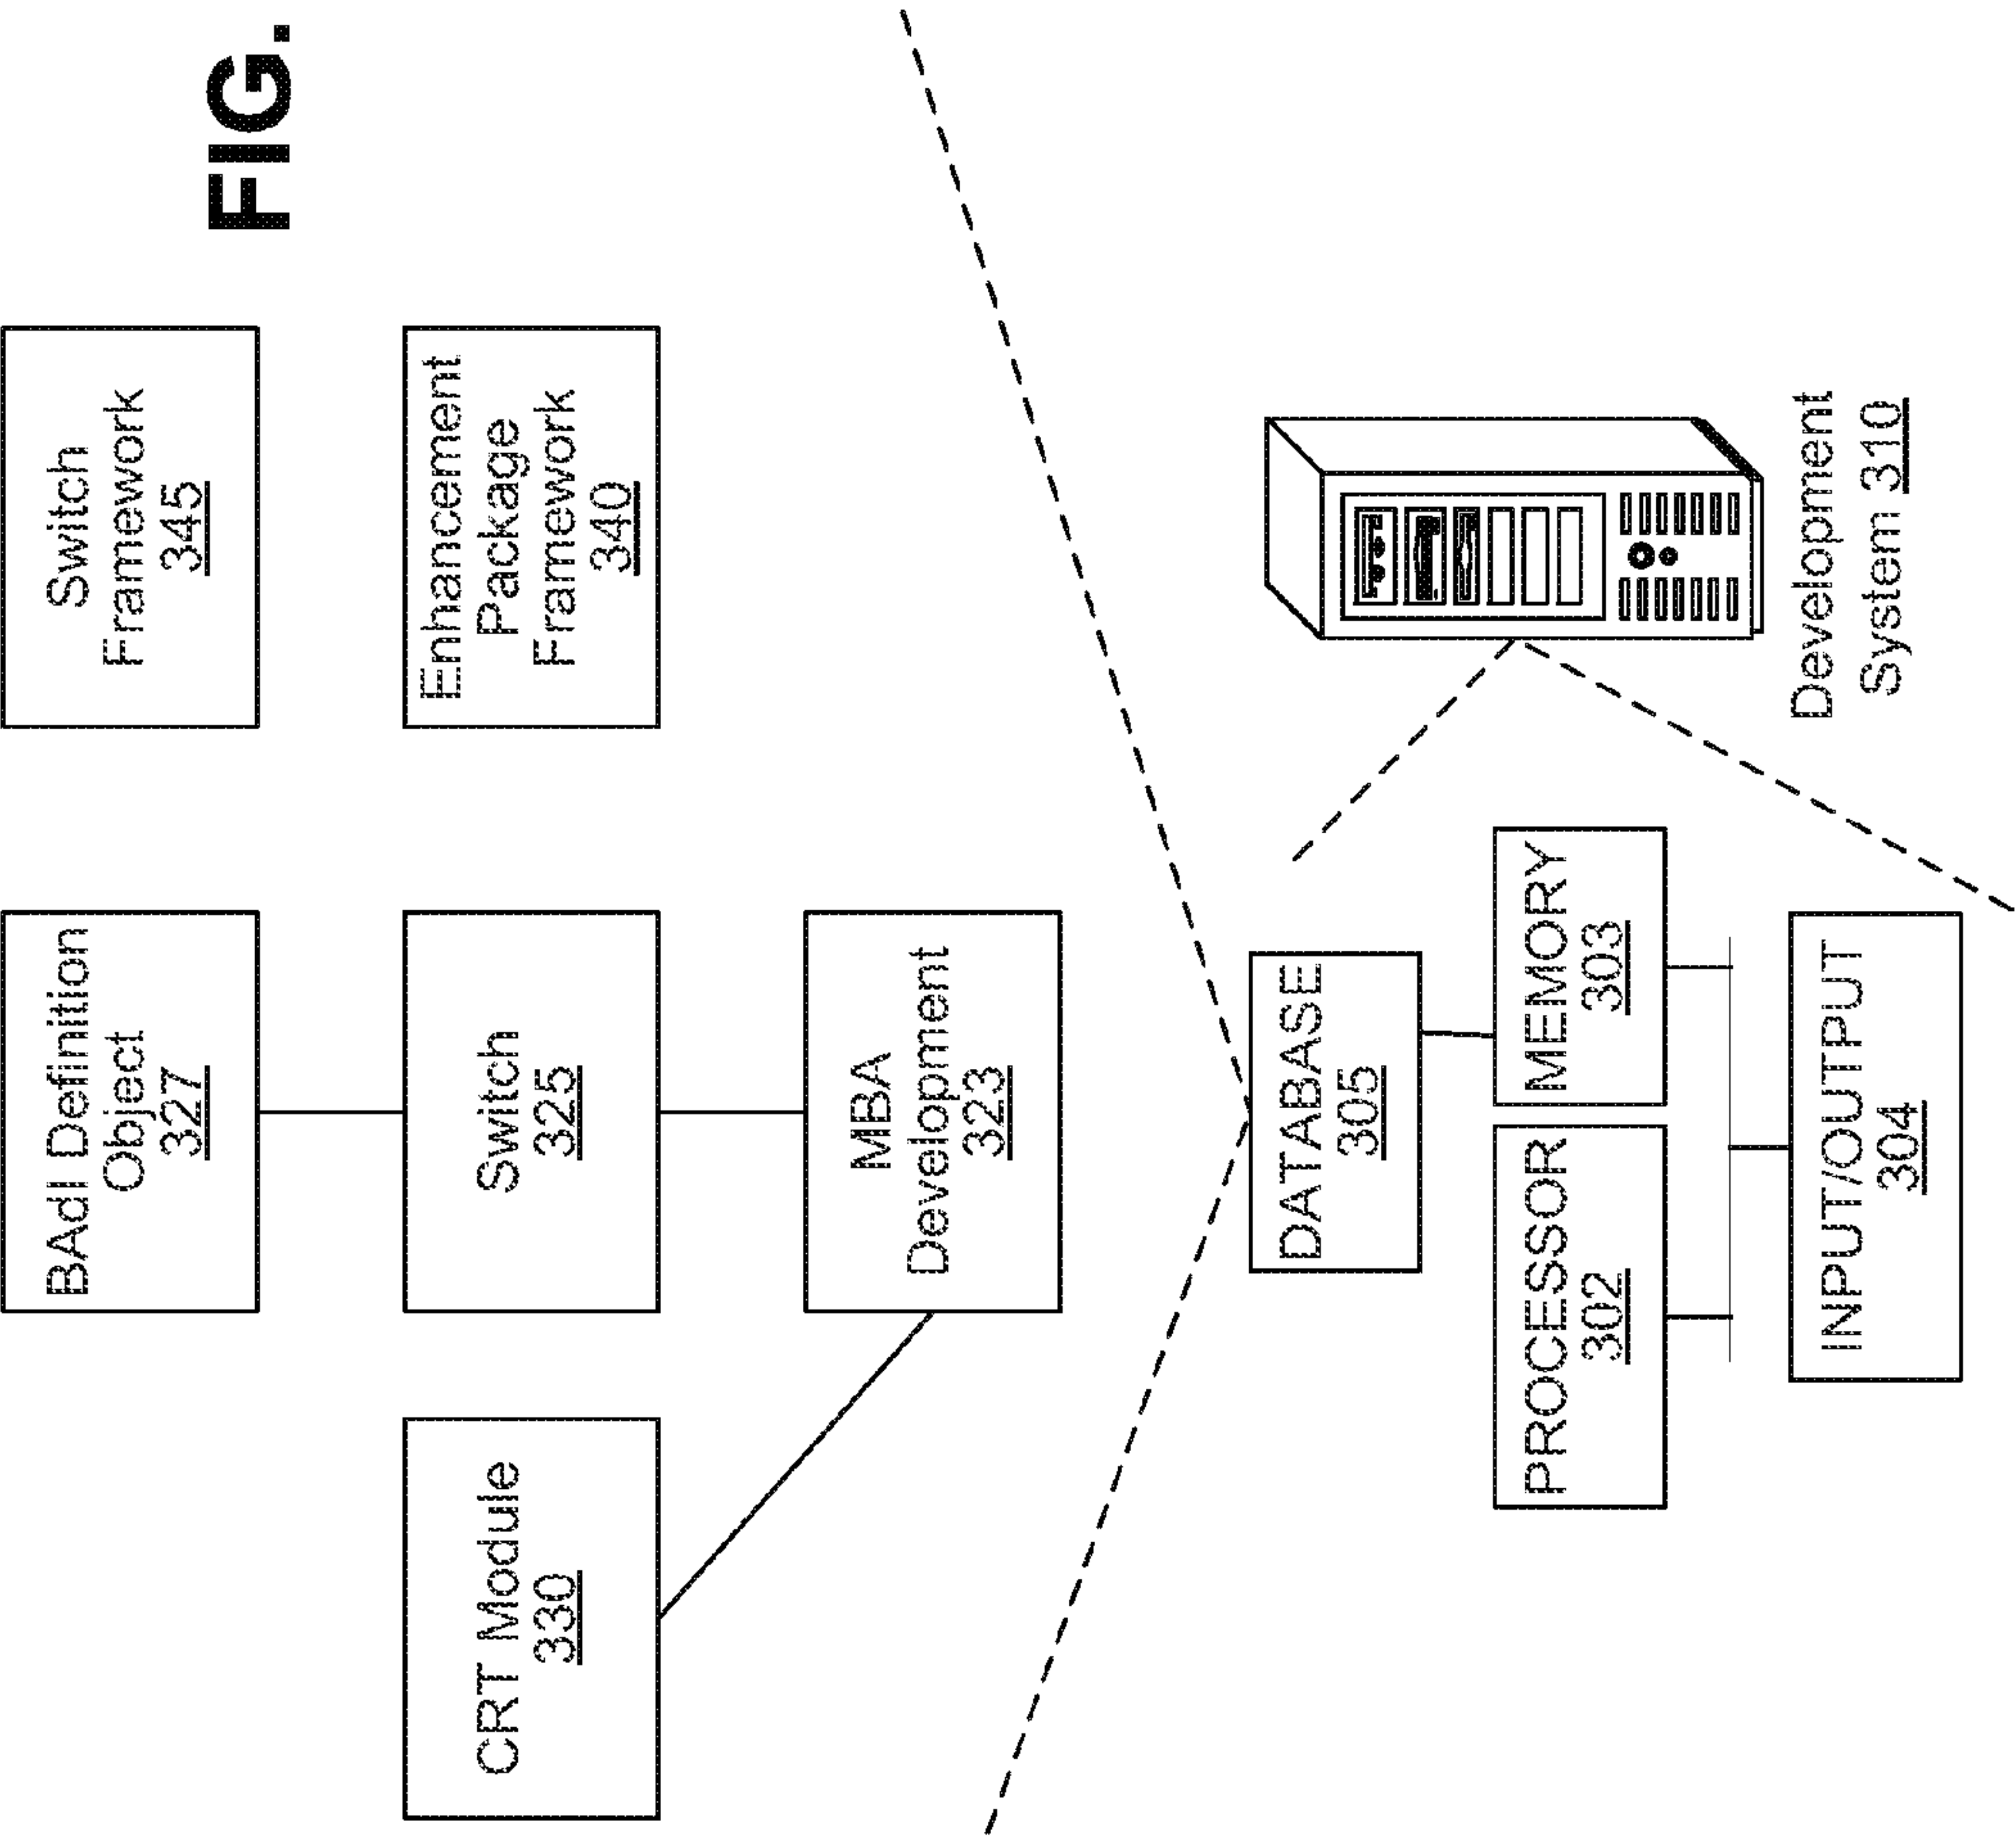 BAdI Definition
Object
327
Switch
Framework
345
FIG.
CRT Module
330
Switch
325
Enhancement
Package
Framework
340
MBA
Development
323
DATABASE
305
PROCESSOR
302
MEMORY
303
INPUT/OUTPUT
304
Development
System 310